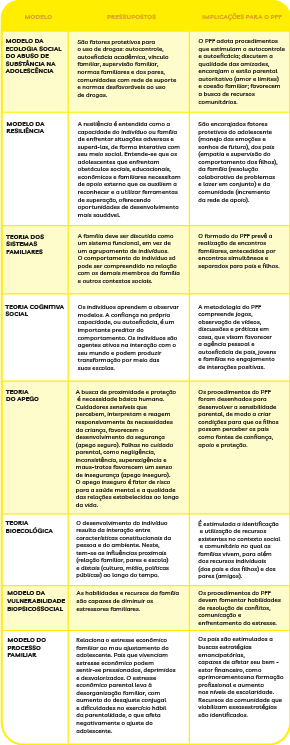 MODELO
PRESSUPOSTOS
IMPLICAÇÕES PARA O PFF
MODELO DA
ECOLOGIA SOCIAL
DO ABUSO DE
SUBSTÂNCIA NA
ADOLESCÊNCIA
São fatores protetivos para
o uso de drogas: autocontrole,
autoeficácia acadêmica, vínculo
familiar, supervisão familiar,
normas familiares e dos pares,
comunidades com rede de suporte
e normas desfavoráveis ao uso
de drogas.
O PFF adota procedimentos
que estimulam o autocontrole
e autoeficácia; discutem a
qualidade das amizades,
encorajam o estilo parental
autoritativo (amor e limites)
e coesão familiar; favorecem
a busca de recursos
comunitários.
MODELO DA
RESILIÊNCIA
A resiliência é entendida como a
capacidade do indivíduo ou família
de enfrentar situações adversas e
superá-las, de forma interativa com
seu meio social. Entende-se que os
adolescentes que enfrentam
obstáculos sociais, educacionais,
econômicos e familiares necessitam
de apoio externo que os auxiliem a
reconhecer e a utilizar ferramentas
de superação, oferecendo
oportunidades de desenvolvimento
mais saudável.
São encorajados fatores
protetivos do adolescente
(manejo das emoções
e sonhos de futuro), dos pais
(empatia e supervisão do
comportamento dos filhos),
da família (resolução
colaborativa de problemas
e lazer em conjunto) e da
comunidade (incremento
da rede de apoio).
TEORIA DOS
SISTEMAS
FAMILIARES
A família deve ser discutida como
um sistema funcional, em vez de
um agrupamento de indivíduos.
O comportamento do indivíduo só
pode ser compreendido na relação
com os demais membros da família
e outros contextos sociais.
O formado do PFF prevê a
realização de encontros
familiares, antecedidos por
encontros simultâneos e
separados para pais e filhos.
TEORIA COGNITIVA
SOCIAL
Os indivíduos aprendem a observar
modelos. A confiança na própria
capacidade, ou autoeficácia, é um
importante preditor do
comportamento. Os indivíduos são
agentes ativos na interação com o
seu mundo e podem produzir
transformação por meio das
suas escolas.
A metodologia do PFF
compreende jogos,
observação de vídeos,
discussões e práticas em
casa, que visam favorecer
a agência pessoal e
autoeficácia de pais, jovens
e famílias no engajamento
de interações positivas.
TEORIA
DO APEGO
A busca de proximidade e proteção
é necessidade básica humana.
Cuidadores sensíveis que
percebem, interpretam e reagem
responsivamente às necessidades
da criança, favorecem o
desenvolvimento da segurança
(apego seguro). Falhas no cuidado
parental, como negligência,
inconsistência, superexigência e
maus-tratos favorecem um senso
de insegurança (apego inseguro).
O apego inseguro é fator de risco
para a saúde mental e a qualidade
das relações estabelecidas ao longo
da vida.
Os procedimentos do PFF
foram desenhados para
desenvolver a sensibilidade
parental, de modo a criar
condições para que os filhos
possam perceber os pais
como fontes de confiança,
apoio e proteção.
TEORIA
BIOECOLÓGICA
O desenvolvimento do indivíduo
resulta da interação entre
características constitucionais da
pessoa e do ambiente. Neste,
tem-se as influências proximais
(relação familiar, pares e escola)
e distais (cultura, mídia, políticas
públicas) ao longo do tempo.
É estimulada a identificação
e utilização de recursos
existentes no contexto social
e comunitário no qual as
famílias vivem, para além
dos recursos individuais
(dos pais e dos filhos) e dos
pares (amigos).
MODELO DA
VULNERABILIDADE
BIOPSICOSSOCIAL
As habilidades e recursos da família
são capazes de diminuir os
estressores familiares.
Os procedimentos do PFF
devem fomentar habilidades
de resolução de conflitos,
comunicação e
enfrentamento do estresse.
MODELO DO
PROCESSO
FAMILIAR
Relaciona o estresse econômico
familiar ao mau ajustamento do
adolescente. Pais que vivenciam
estresse econômico podem
sentir-se pressionados, deprimidos
e desvalorizados. O estresse
econômico parental leva à
desorganização familiar, com
aumento do desajuste conjugal
e dificuldades no exercício hábil
da parentalidade, o que afeta
negativamente o ajuste do
adolescente.
Os pais são estimulados a
buscas estratégias
emancipatórias,
capazes de afetar seu bem -
estar financeiro, como
aprimoramentosna formação
profissional e aumento
nos níveis de escolaridade.
Recursos da comunidade que
viabilizam essasestratégias
são identificados.